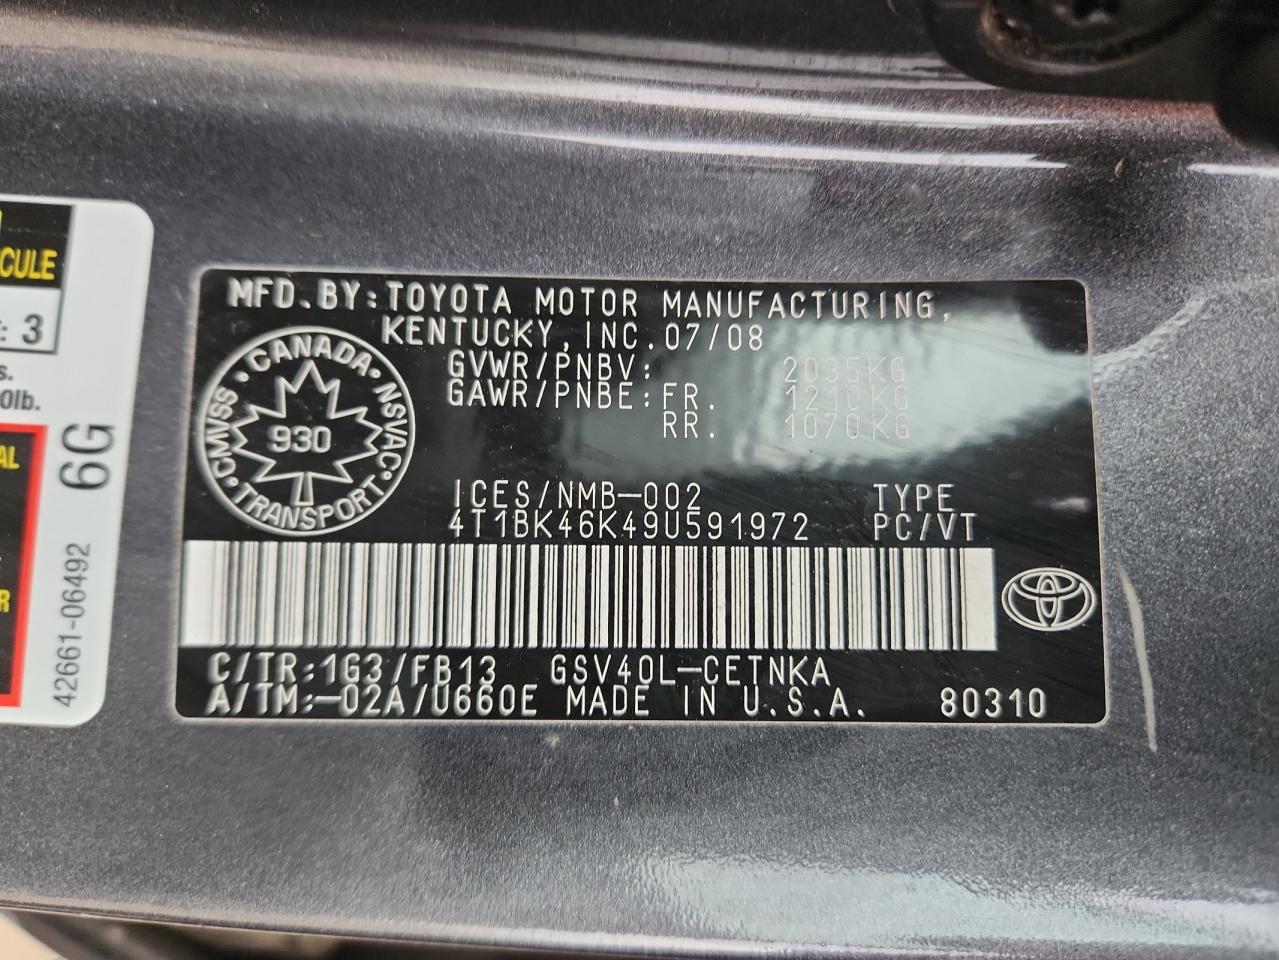 CULE
: 3
s.
0lb.
AL
R
6G
42661-06492
MFD.BY:TOYOTA MOTOR MANUFACTURING,
KENTUCKY,INC.07/08
GVWR/PNBV: 2035KG
GAWR/PNBE:FR. 1210KG
RR. 1070KG
CMVSS • CANADA • NSVAC • TRANSPORT •
930
ICES/NMB-002 TYPE
4T1BK46K49U591972 PC/VT
C/TR:1G3/FB13 GSV40L-CETNKA
A/TM:-02A/U660E MADE IN U.S.A. 80310